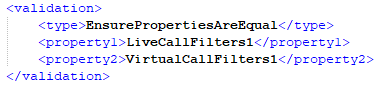 <validation>
<type>EnsurePropertiesAreEqual</type>
<property1>LiveCallFilters1</property1>
<property2>VirtualCallFilters1</property2>
</validation>